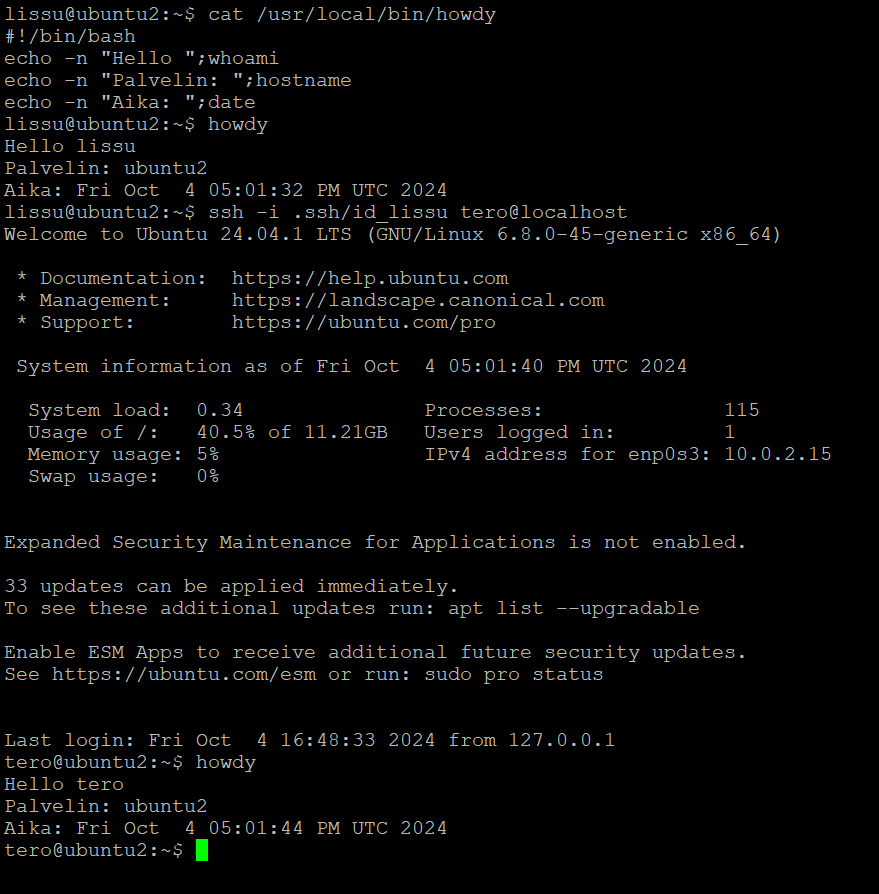 lissu@ubuntu2:~$ cat /usr/local/bin/howdy
#!/bin/bash
echo -n "Hello ";whoami
echo -n "Palvelin: ";hostname
echo -n "Aika: ";date
lissu@ubuntu2:~$ howdy
Hello lissu
Palvelin: ubuntu2
Aika: Fri Oct  4 05:01:32 PM UTC 2024
lissu@ubuntu2:~$ ssh -i .ssh/id_lissu tero@localhost
Welcome to Ubuntu 24.04.1 LTS (GNU/Linux 6.8.0-45-generic x86_64)

 * Documentation:  https://help.ubuntu.com
 * Management:     https://landscape.canonical.com
 * Support:        https://ubuntu.com/pro

 System information as of Fri Oct  4 05:01:40 PM UTC 2024

  System load:  0.34               Processes:               115
  Usage of /:   40.5% of 11.21GB   Users logged in:         1
  Memory usage: 5%                 IPv4 address for enp0s3: 10.0.2.15
  Swap usage:   0%


Expanded Security Maintenance for Applications is not enabled.

33 updates can be applied immediately.
To see these additional updates run: apt list --upgradable

Enable ESM Apps to receive additional future security updates.
See https://ubuntu.com/esm or run: sudo pro status


Last login: Fri Oct  4 16:48:33 2024 from 127.0.0.1
tero@ubuntu2:~$ howdy
Hello tero
Palvelin: ubuntu2
Aika: Fri Oct  4 05:01:44 PM UTC 2024
tero@ubuntu2:~$